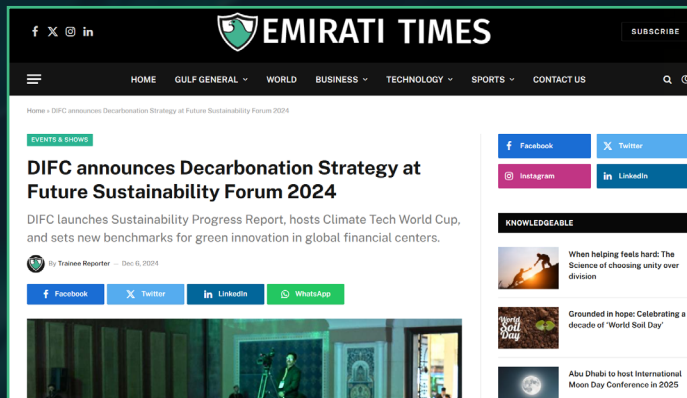 EMIRATI TIMES
SUBSCRIBE
HOME GULF GENERAL WORLD BUSINESS TECHNOLOGY SPORTS CONTACT US
Home » DIFC announces Decarbonation Strategy at Future Sustainability Forum 2024
EVENTS & SHOWS
DIFC announces Decarbonation Strategy at
Future Sustainability Forum 2024
DIFC launches Sustainability Progress Report, hosts Climate Tech World Cup,
and sets new benchmarks for green innovation in global financial centers.
By Trainee Reporter — Dec 6, 2024
Facebook Twitter LinkedIn WhatsApp
Facebook Twitter
Instagram LinkedIn
KNOWLEDGEABLE
When helping feels hard: The
Science of choosing unity over
division
World
Soil
Day
Grounded in hope: Celebrating a
decade of 'World Soil Day'
Abu Dhabi to host International
Moon Day Conference in 2025